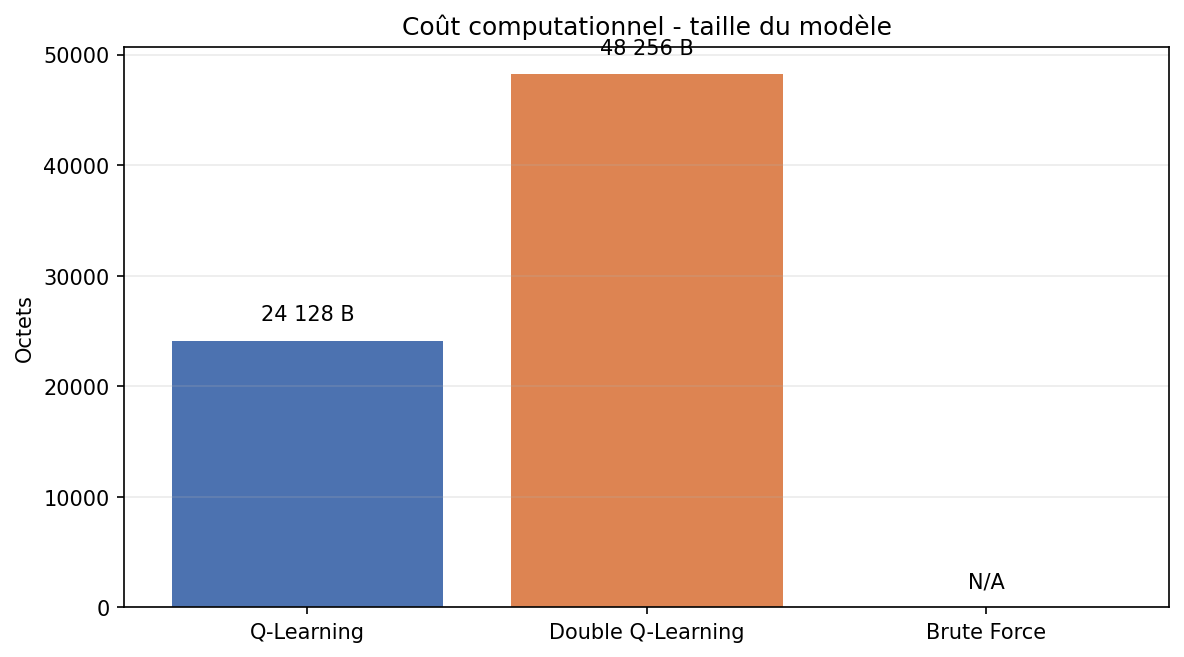 Coût computationnel - taille du modèle
48 256 B
50000
40000
30000
24 128 B
Octets
20000
10000
N/A
0
Q-Learning
Double Q-Learning
Brute Force